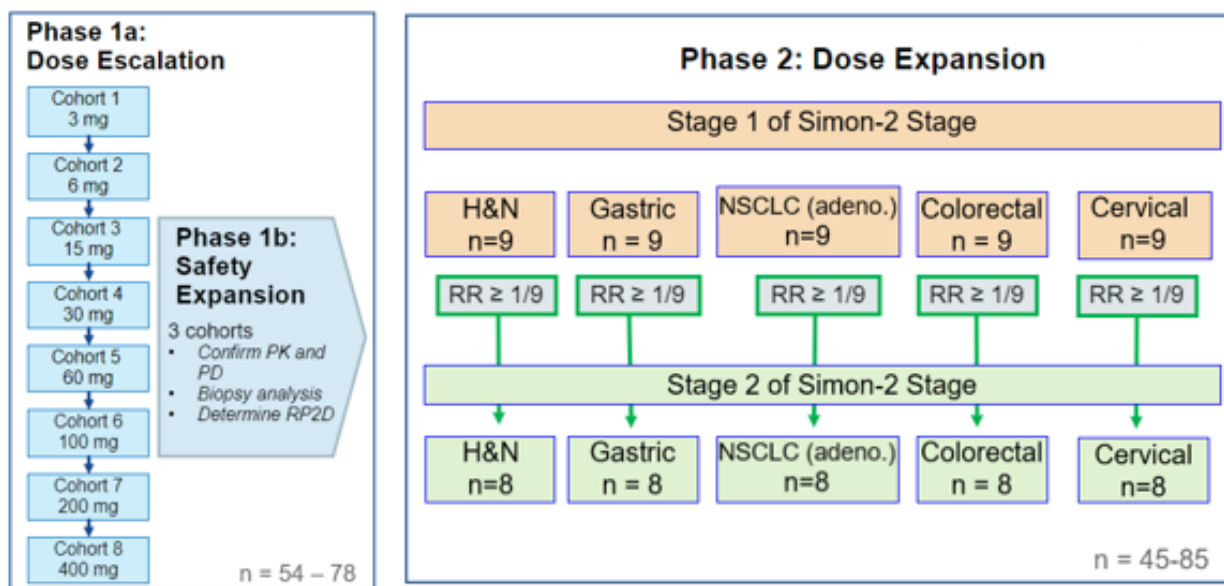 Phase 1a:
Dose Escalation
Cohort 1
3 mg
Cohort 2
6 mg
Cohort 3
15 mg
Cohort 4
30 mg
Cohort 5
60 mg
Cohort 6
100 mg
Cohort 7
200 mg
Cohort 8
400 mg
Phase 1b:
Safety
Expansion
3 cohorts
• Confirm PK and
PD
• Biopsy analysis
• Determine RP2D
n = 54 – 78
Phase 2: Dose Expansion
Stage 1 of Simon-2 Stage
H&N
n=9
Gastric
n = 9
NSCLC (adeno.)
n=9
Colorectal
n = 9
Cervical
n=9
RR ≥ 1/9
RR ≥ 1/9
RR ≥ 1/9
RR ≥ 1/9
RR ≥ 1/9
Stage 2 of Simon-2 Stage
H&N
n=8
Gastric
n = 8
NSCLC (adeno.)
n=8
Colorectal
n = 8
Cervical
n=8
n = 45-85